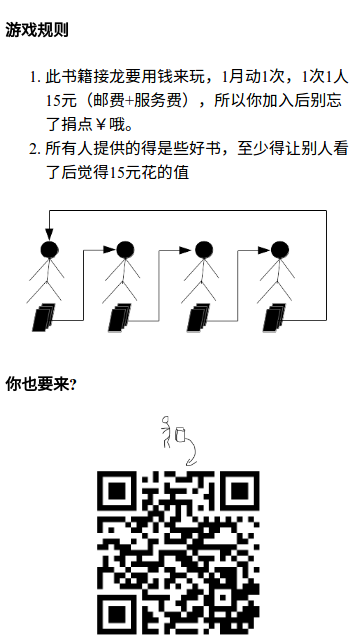 游戏规则
1. 此书籍接龙要用钱来玩，1月动1次，1次1人
15元（邮费+服务费），所以你加入后别忘
了捐点￥哦。
2. 所有人提供的得是些好书，至少得让别人看
了后觉得15元花的值
你也要来?